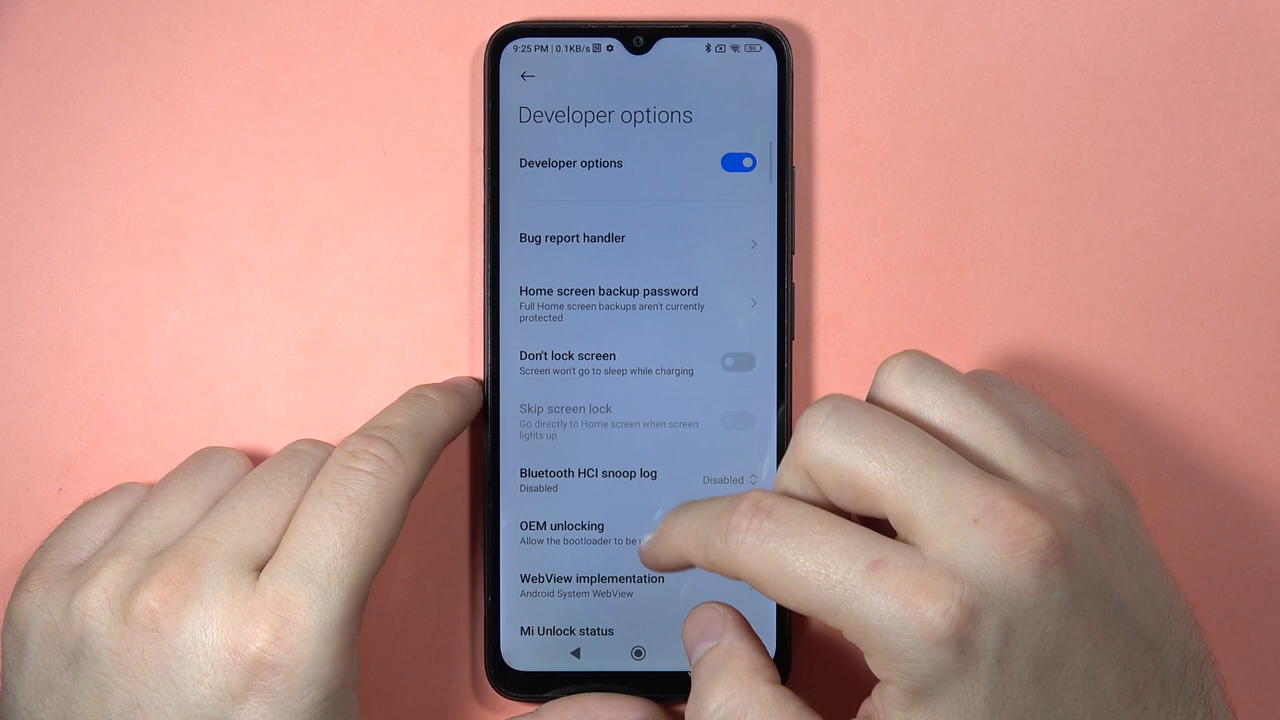 9:25 PM | 0.1KB/s
50
Developer options
Developer options
Bug report handler
Home screen backup password
Full Home screen backups aren't currently
protected
Don't lock screen
Screen won't go to sleep while charging
Skip screen lock
Go directly to Home screen when screen
lights up
Bluetooth HCI snoop log
Disabled
Disabled
OEM unlocking
Allow the bootloader to be
WebView implementation
Android System WebView
Mi Unlock status